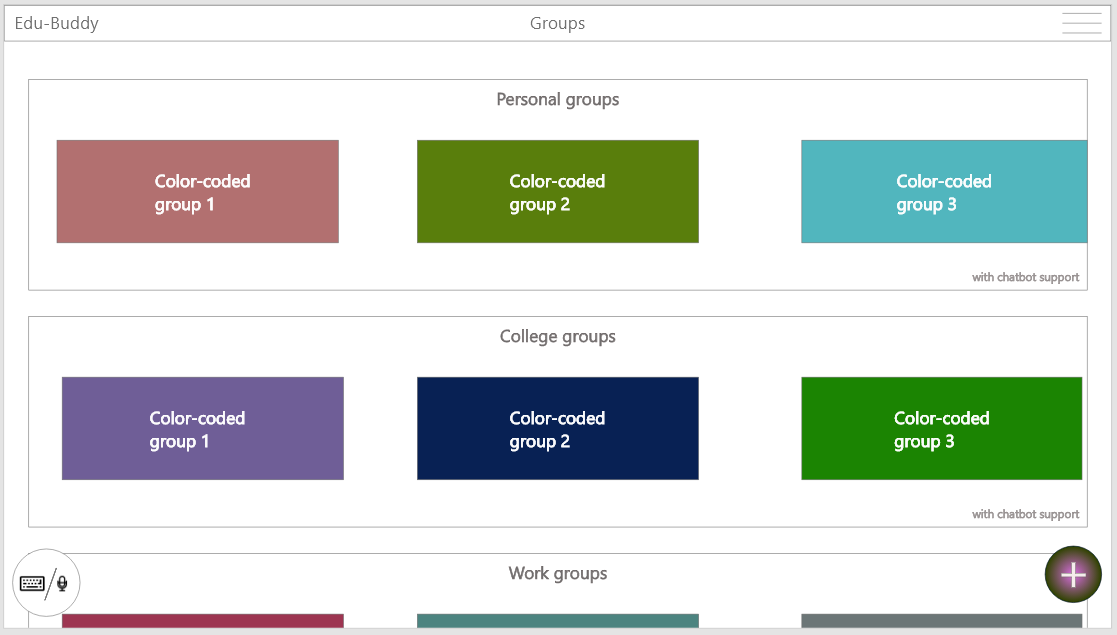 Edu-Buddy
Groups
Personal groups
Color-coded
group 1
Color-coded
group 2
Color-coded
group 3
with chatbot support
College groups
Color-coded
group 1
Color-coded
group 2
Color-coded
group 3
with chatbot support
Work groups